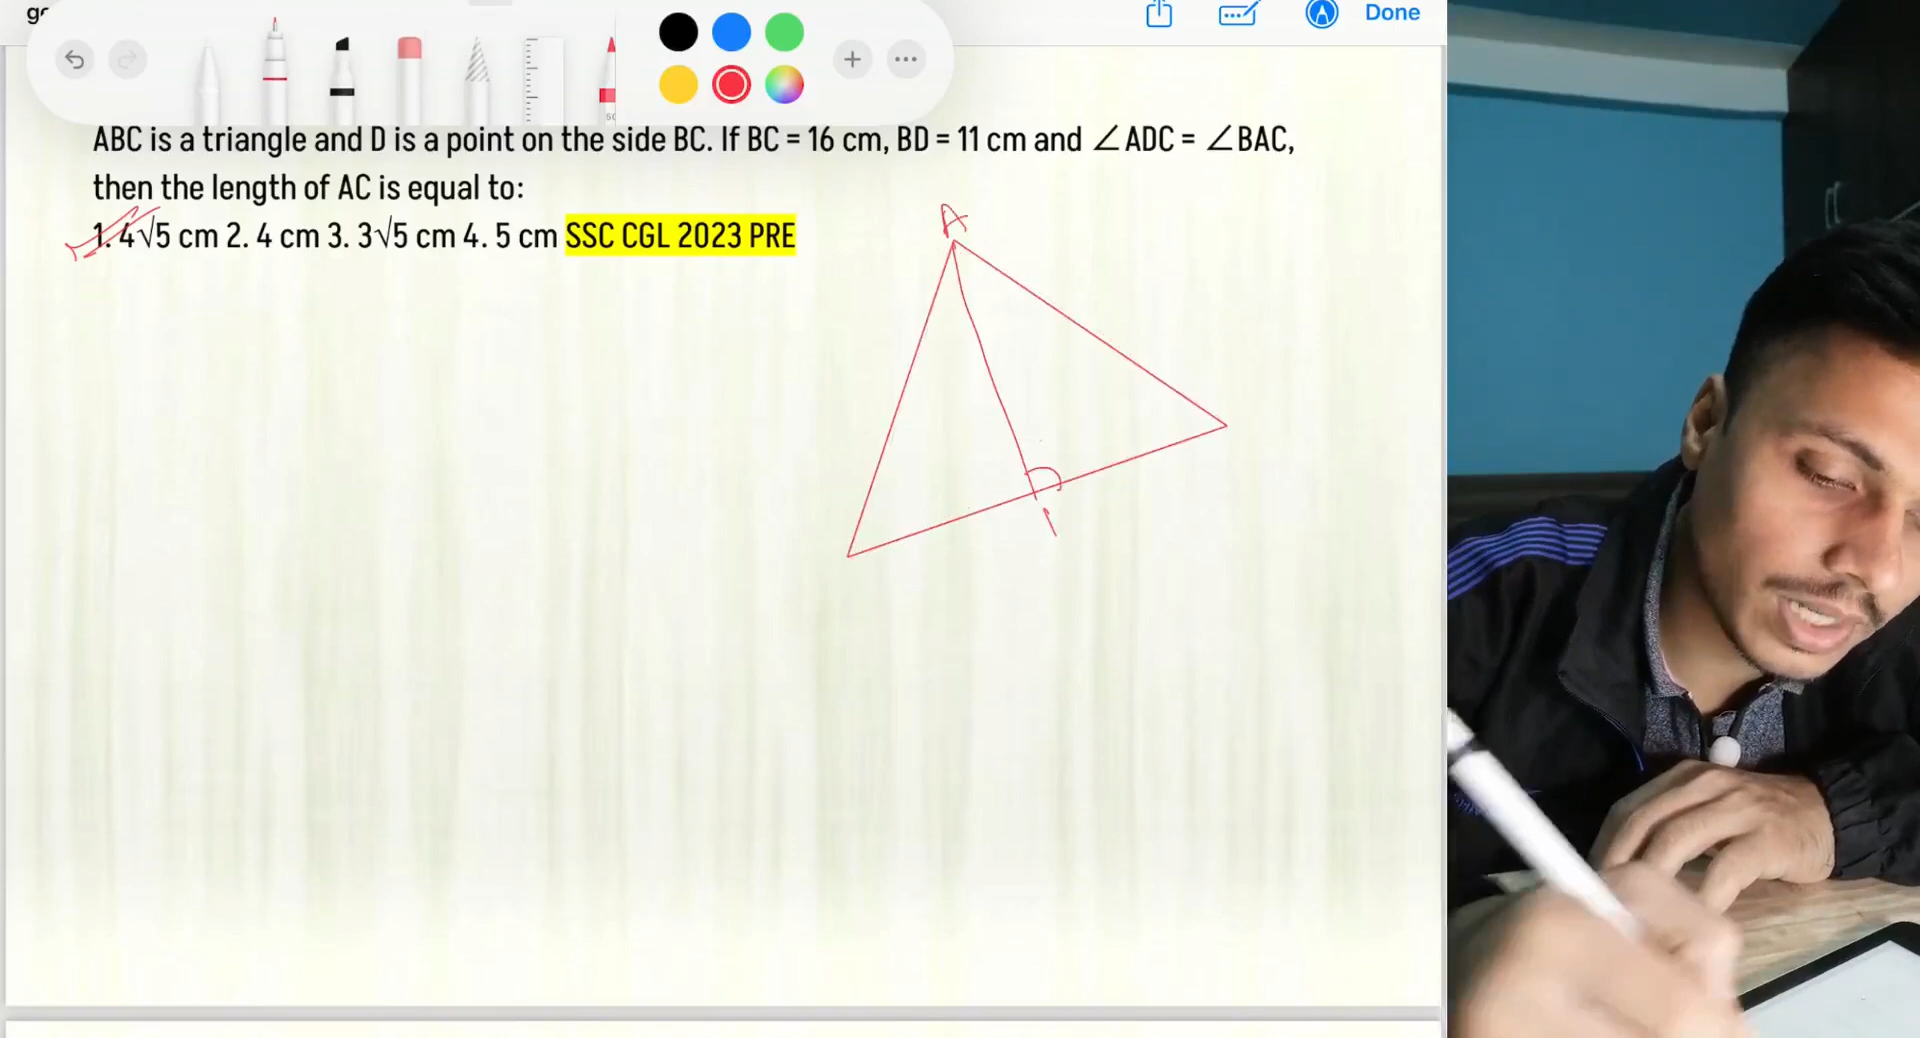 Done
ABC is a triangle and D is a point on the side BC. If BC = 16 cm, BD = 11 cm and ∠ADC = ∠BAC,
then the length of AC is equal to:
1. 4√5 cm 2. 4 cm 3. 3√5 cm 4. 5 cm SSC CGL 2023 PRE
A